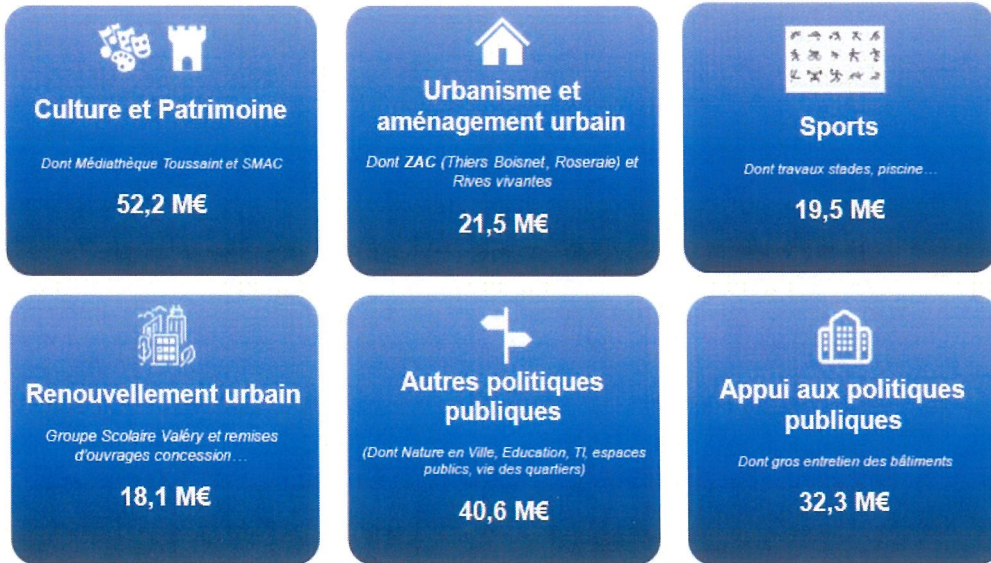 Culture et Patrimoine
Dont Médiathèque Toussaint et SMAC
52,2 M€
Urbanisme et
aménagement urbain
Dont ZAC (Thiers Boisnet, Roseraie) et
Rives vivantes
21,5 M€
Sports
Dont travaux stades, piscine…
19,5 M€
Renouvellement urbain
Groupe Scolaire Valéry et remises
d'ouvrages concession…
18,1 M€
Autres politiques
publiques
(Dont Nature en Ville, Education, TI, espaces
publics, vie des quartiers)
40,6 M€
Appui aux politiques
publiques
Dont gros entretien des bâtiments
32,3 M€